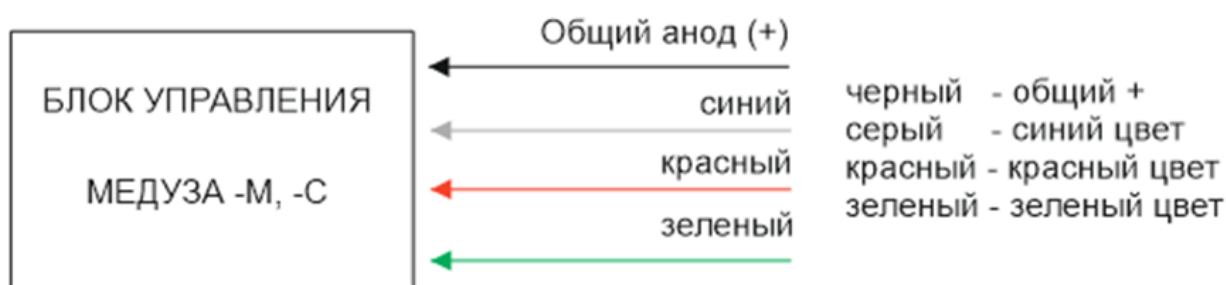 БЛОК УПРАВЛЕНИЯ
МЕДУЗА -М, -С
Общий анод (+)
синий
красный
зеленый
черный - общий +
серый - синий цвет
красный - красный цвет
зеленый - зеленый цвет